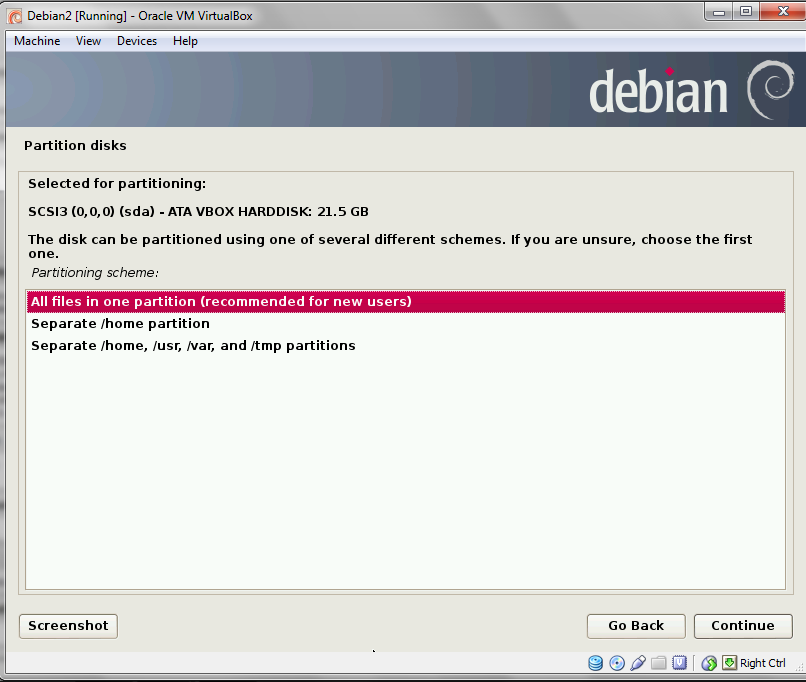 Debian2 [Running] - Oracle VM VirtualBox
Machine View Devices Help
debian
Partition disks
Selected for partitioning:
SCSI3 (0,0,0) (sda) - ATA VBOX HARDDISK: 21.5 GB
The disk can be partitioned using one of several different schemes. If you are unsure, choose the first
one.
Partitioning scheme:
All files in one partition (recommended for new users)
Separate /home partition
Separate /home, /usr, /var, and /tmp partitions
Screenshot Go Back Continue
Right Ctrl